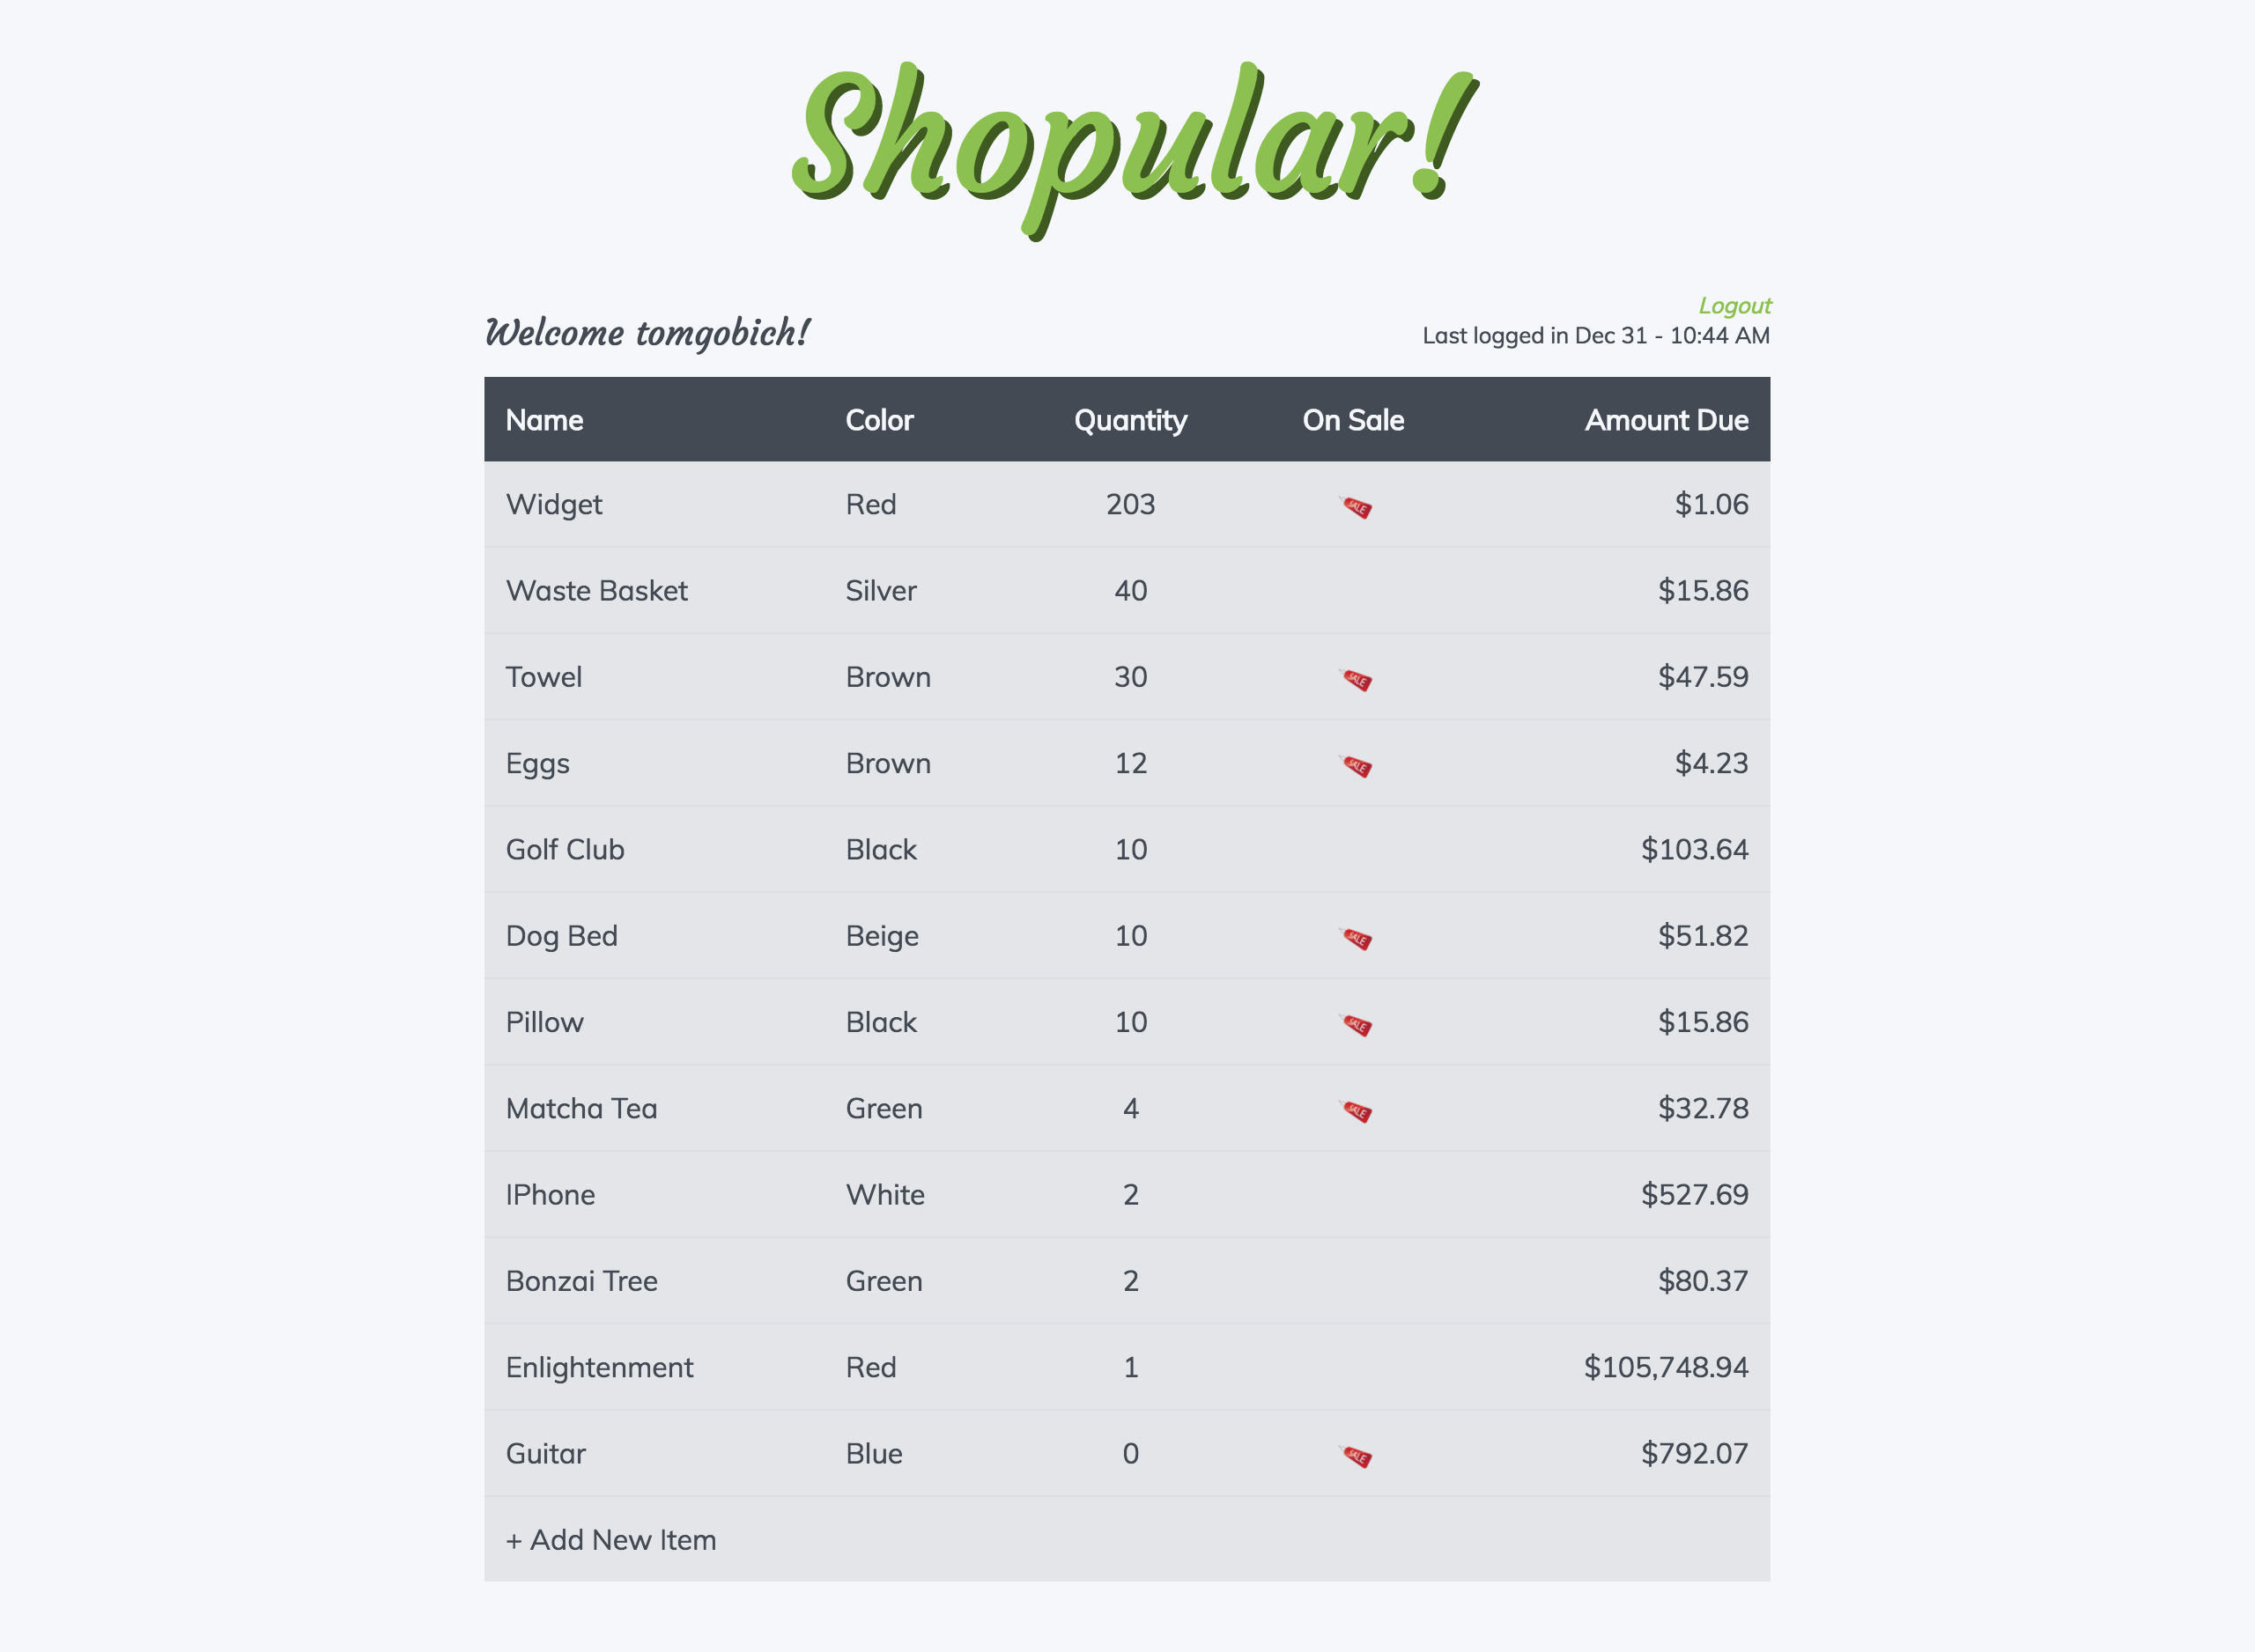 Shopular!
Logout
Welcome tomgobich!
Last logged in Dec 31 - 10:44 AM
Name Color Quantity On Sale Amount Due
Widget Red 203 SALE $1.06
Waste Basket Silver 40 $15.86
Towel Brown 30 SALE $47.59
Eggs Brown 12 SALE $4.23
Golf Club Black 10 $103.64
Dog Bed Beige 10 SALE $51.82
Pillow Black 10 SALE $15.86
Matcha Tea Green 4 SALE $32.78
IPhone White 2 $527.69
Bonzai Tree Green 2 $80.37
Enlightenment Red 1 $105,748.94
Guitar Blue 0 SALE $792.07
+ Add New Item